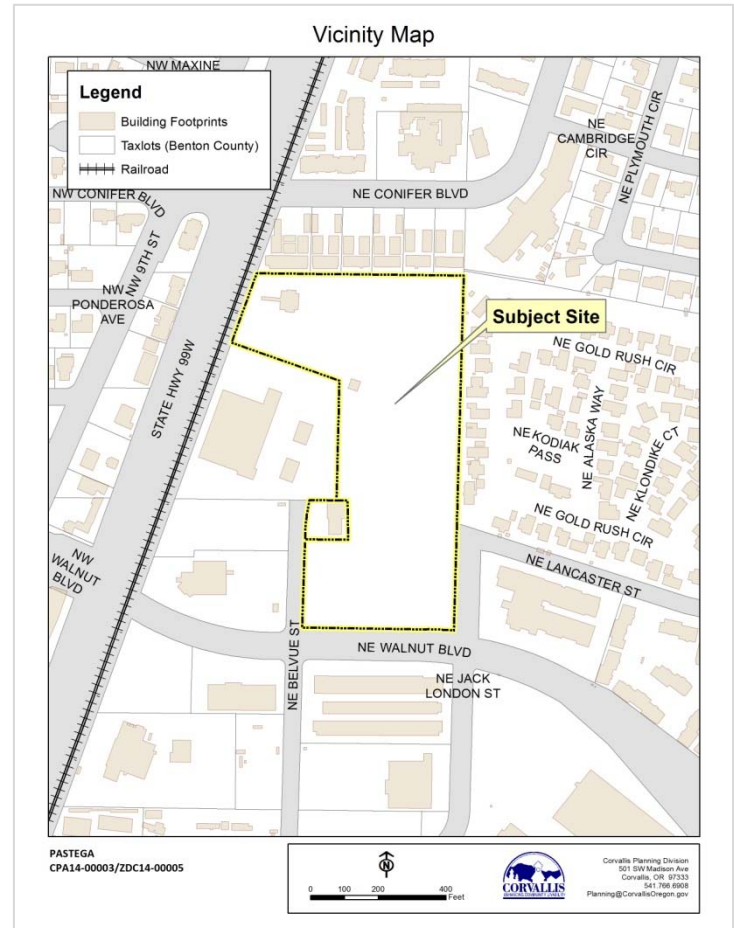 Vicinity Map
NW MAXINE
Legend
Building Footprints
Taxlots (Benton County)
Railroad
NW CONIFER BLVD
NE CONIFER BLVD
NE
CAMBRIDGE
CIR
NE PLYMOUTH CIR
NW 9TH ST
NW
PONDEROSA
AVE
STATE HWY 99W
Subject Site
NE GOLD RUSH CIR
NE KODIAK
PASS
NE ALASKA WAY
NE KLONDIKE CT
NE GOLD RUSH CIR
NE LANCASTER ST
NW
WALNUT
BLVD
NE BELVUE ST
NE WALNUT BLVD
NE JACK
LONDON ST
PASTEGA
CPA14-00003/ZDC14-00005
0 100 200 400
Feet
CORVALLIS
Corvallis Planning Division
501 SW Madison Ave
Corvallis, OR 97333
541.766.6908
Planning@CorvallisOregon.gov